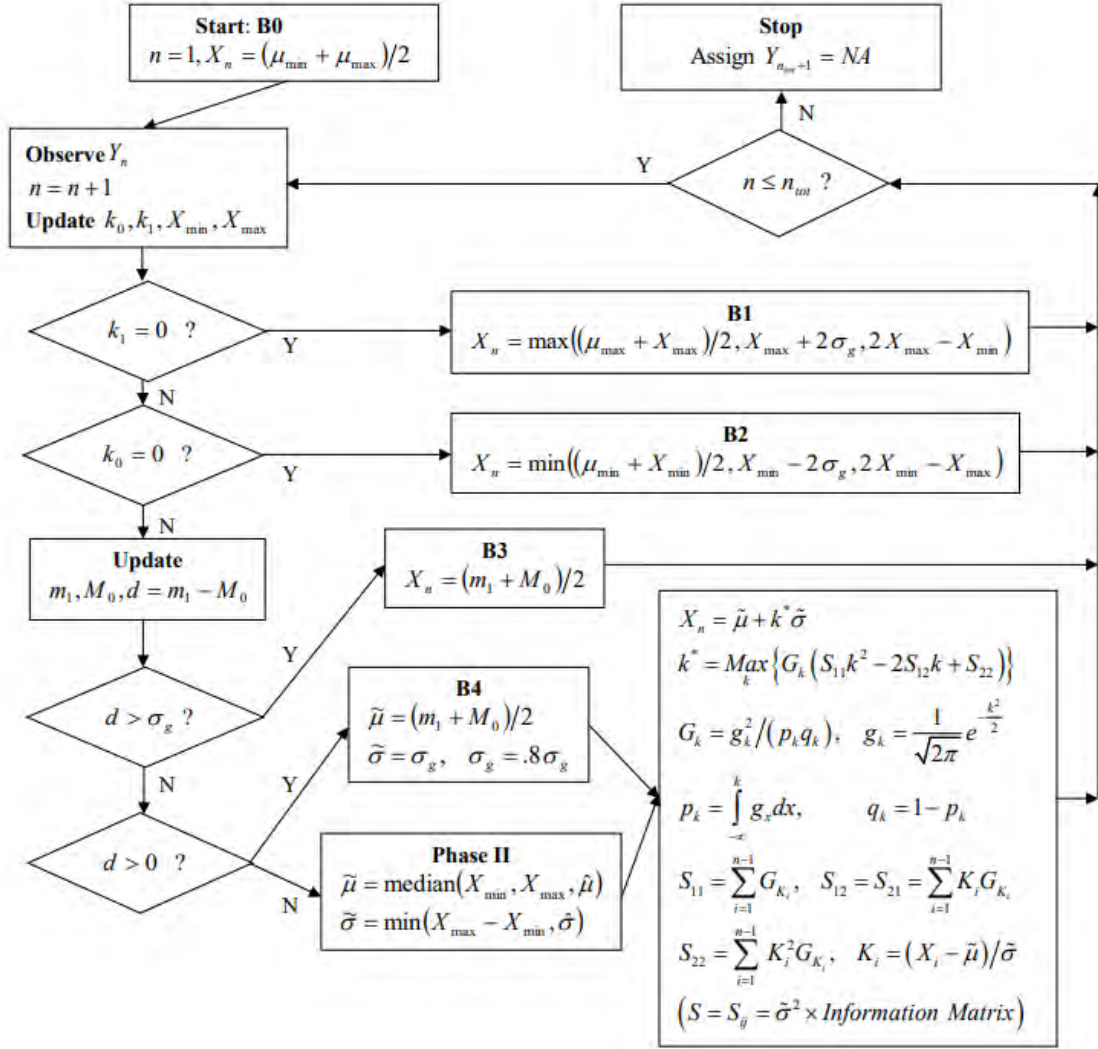 Start: B0
n = 1, X_n = (μ_min + μ_max)/2
Stop
Assign Y_{n_{tot}+1} = NA
N
Observe Y_n
n = n + 1
Update k_0, k_1, X_min, X_max
Y
n ≤ n_tot ?
k_1 = 0 ?
Y
N
B1
X_n = max((μ_max + X_max)/2, X_max + 2σ_g, 2X_max − X_min)
k_0 = 0 ?
Y
N
B2
X_n = min((μ_min + X_min)/2, X_min − 2σ_g, 2X_min − X_max)
Update
m_1, M_0, d = m_1 − M_0
B3
X_n = (m_1 + M_0)/2
d > σ_g ?
Y
N
B4
μ̃ = (m_1 + M_0)/2
σ̃ = σ_g, σ_g = .8σ_g
d > 0 ?
Y
N
Phase II
μ̃ = median(X_min, X_max, μ̂)
σ̃ = min(X_max − X_min, σ̂)
X_n = μ̃ + k^*σ̃
k^* = Max_k {G_k(S_11 k^2 − 2S_12 k + S_22)}
G_k = g_k^2/(p_k q_k), g_k = 1/√(2π) e^{−k^2/2}
p_k = ∫_{−∞}^{k} g_x dx, q_k = 1 − p_k
S_11 = ∑_{i=1}^{n−1} G_{K_i}, S_12 = S_21 = ∑_{i=1}^{n−1} K_i G_{K_i}
S_22 = ∑_{i=1}^{n−1} K_i^2 G_{K_i}, K_i = (X_i − μ̃)/σ̃
(S = S_ij = σ̃^2 × Information Matrix)